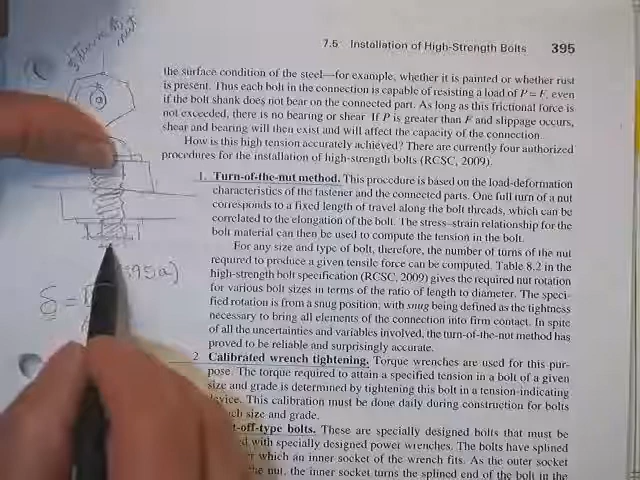 7.5 Installation of High-Strength Bolts 395
the surface condition of the steel—for example, whether it is painted or whether rust
is present. Thus each bolt in the connection is capable of resisting a load of P = F, even
if the bolt shank does not bear on the connected part. As long as this frictional force is
not exceeded, there is no bearing or shear. If P is greater than F and slippage occurs,
shear and bearing will then exist and will affect the capacity of the connection.
How is this high tension accurately achieved? There are currently four authorized
procedures for the installation of high-strength bolts (RCSC, 2009).
1. Turn-of-the-nut method. This procedure is based on the load-deformation
characteristics of the fastener and the connected parts. One full turn of a nut
corresponds to a fixed length of travel along the bolt threads, which can be
correlated to the elongation of the bolt. The stress–strain relationship for the
bolt material can then be used to compute the tension in the bolt.
For any size and type of bolt, therefore, the number of turns of the nut
required to produce a given tensile force can be computed. Table 8.2 in the
high-strength bolt specification (RCSC, 2009) gives the required nut rotation
for various bolt sizes in terms of the ratio of length to diameter. The speci-
fied rotation is from a snug position, with snug being defined as the tightness
necessary to bring all elements of the connection into firm contact. In spite
of all the uncertainties and variables involved, the turn-of-the-nut method has
proved to be reliable and surprisingly accurate.
2 Calibrated wrench tightening. Torque wrenches are used for this pur-
pose. The torque required to attain a specified tension in a bolt of a given
size and grade is determined by tightening this bolt in a tension-indicating
device. This calibration must be done daily during construction for bolts
size and grade.
t-off-type bolts. These are specially designed bolts that must be
with specially designed power wrenches. The bolts have splined
which an inner socket of the wrench fits. As the outer socket
the nut, the inner socket turns the splined end of the bolt in the
nut
395a)
δ =